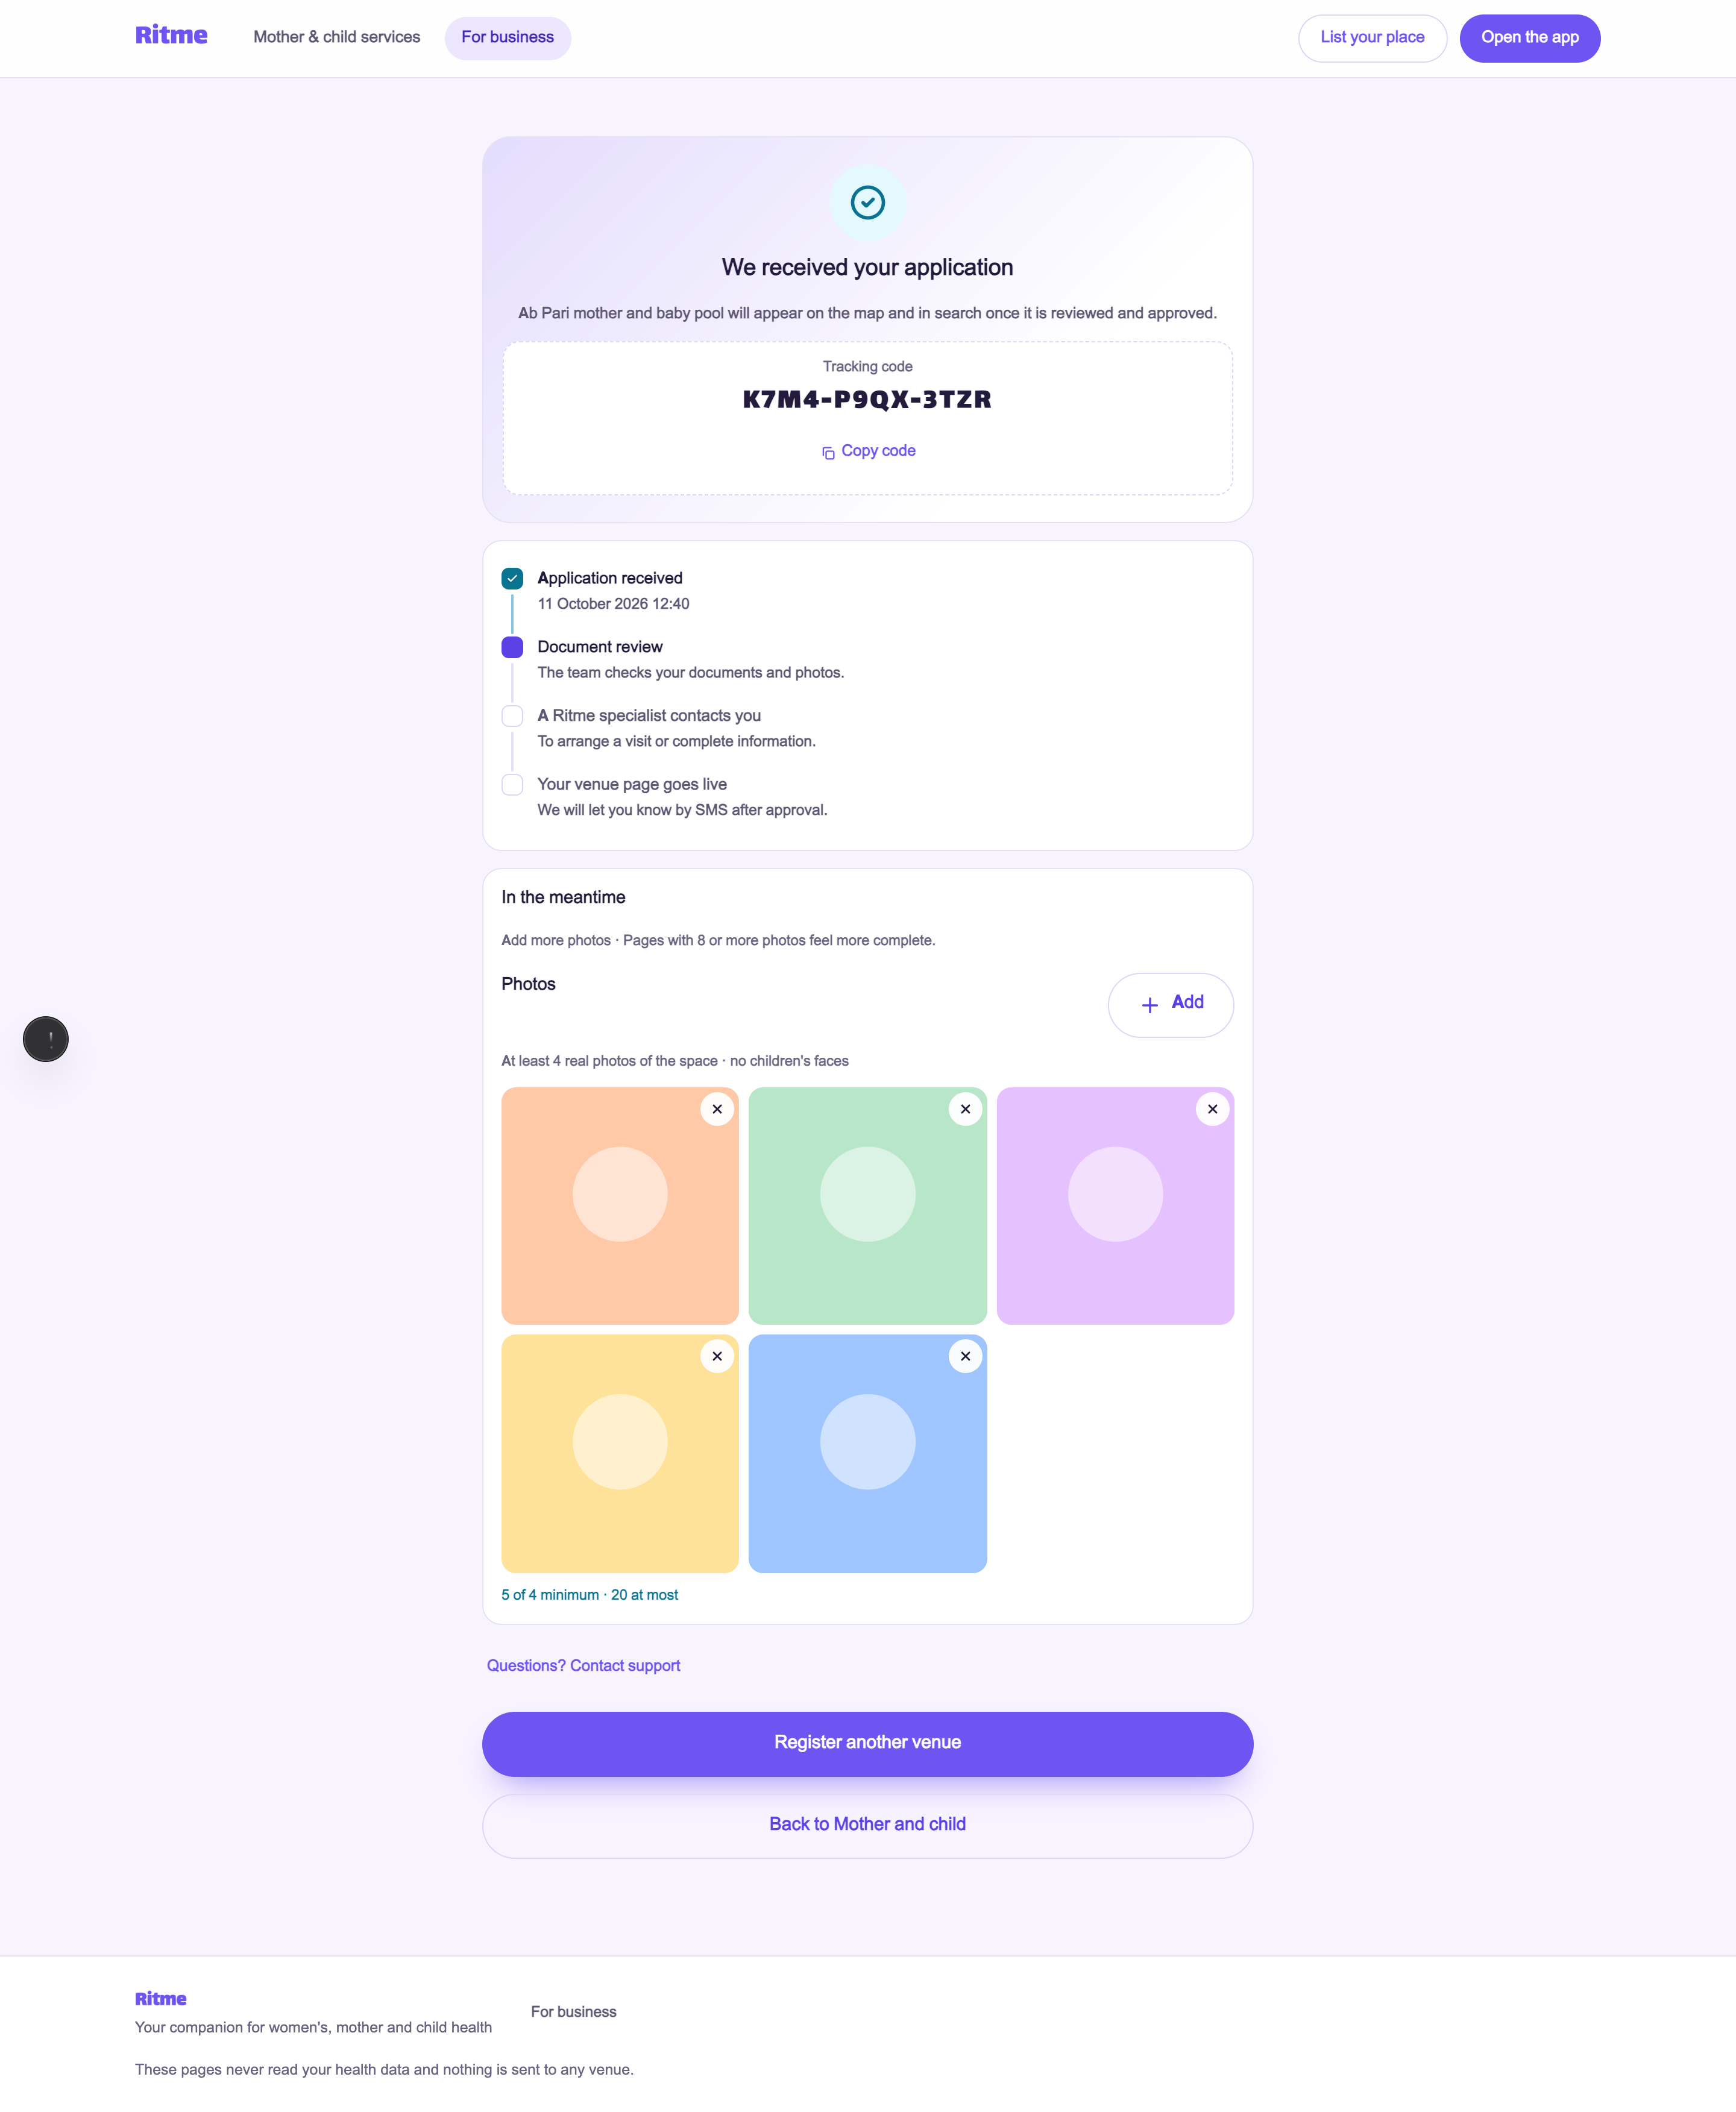 Ritme
Mother & child services
For business
List your place
Open the app
We received your application
Ab Pari mother and baby pool will appear on the map and in search once it is reviewed and approved.
Tracking code
K7M4-P9QX-3TZR
Copy code
Application received
11 October 2026 12:40
Document review
The team checks your documents and photos.
A Ritme specialist contacts you
To arrange a visit or complete information.
Your venue page goes live
We will let you know by SMS after approval.
In the meantime
Add more photos · Pages with 8 or more photos feel more complete.
Photos
Add
At least 4 real photos of the space · no children's faces
5 of 4 minimum · 20 at most
Questions? Contact support
Register another venue
Back to Mother and child
Ritme
For business
Your companion for women's, mother and child health
These pages never read your health data and nothing is sent to any venue.